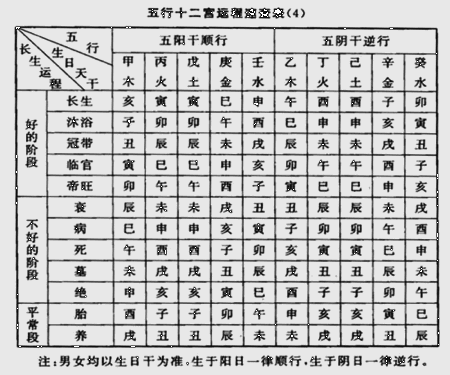 五行十二宫运程速查表(4)
五行 生日天干 长生运程
五阳干顺行 五阴干逆行
甲木 丙火 戊土 庚金 壬水 乙木 丁火 己土 辛金 癸水
好的阶段
长生 亥 寅 寅 巳 申 午 酉 酉 子 卯
沐浴 子 卯 卯 午 酉 巳 申 申 亥 寅
冠带 丑 辰 辰 未 戌 辰 未 未 戌 丑
临官 寅 巳 巳 申 亥 卯 午 午 酉 子
帝旺 卯 午 午 酉 子 寅 巳 巳 申 亥
不好的阶段
衰 辰 未 未 戌 丑 丑 辰 辰 未 戌
病 巳 申 申 亥 寅 子 卯 卯 午 酉
死 午 酉 酉 子 卯 亥 寅 寅 巳 申
墓 未 戌 戌 丑 辰 戌 丑 丑 辰 未
绝 申 亥 亥 寅 巳 酉 子 子 卯 午
平常段
胎 酉 子 子 卯 午 申 亥 亥 寅 巳
养 戌 丑 丑 辰 未 未 戌 戌 丑 辰
注:男女均以生日干为准。生于阳日一律顺行,生于阴日一律逆行。